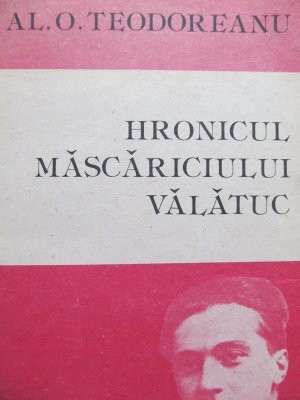 AL. O. TEODOREANU
HRONICUL
MĂSCĂRICIULUI
VĂLĂTUC